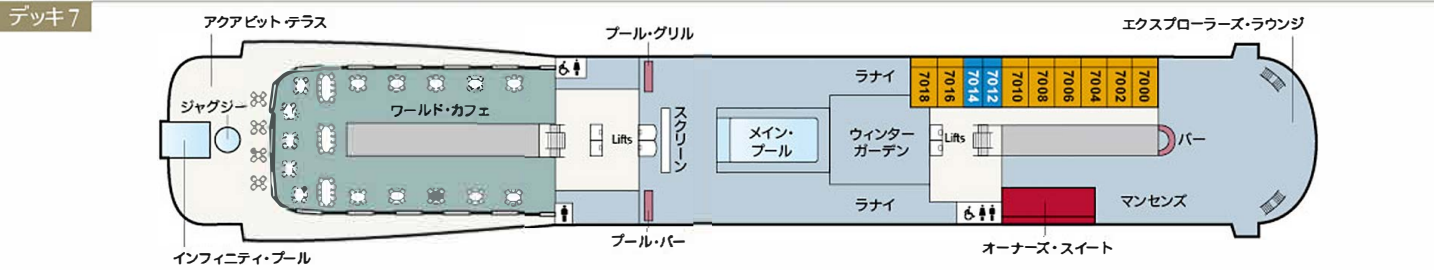 デッキ 7
アクアビット・テラス
プール・グリル
エクスプローラーズ・ラウンジ
ジャグジー
ワールド・カフェ
Lifts
スクリーン
メイン・
プール
ラナイ
ウィンター
ガーデン
ラナイ
7018
7016
7014
7012
7010
7008
7006
7004
7002
7000
Lifts
バー
マンセンズ
インフィニティ・プール
プール・バー
オーナーズ・スイート